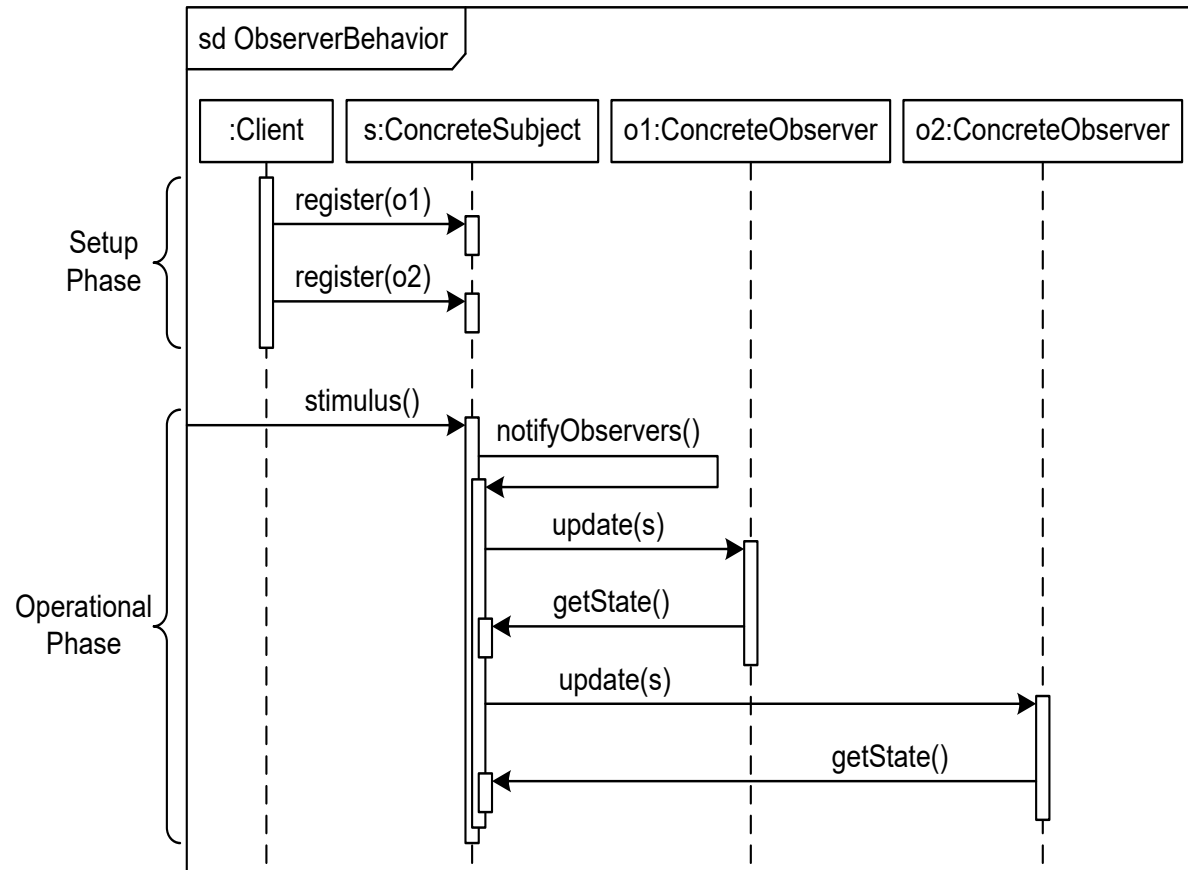 sd ObserverBehavior
:Client
s:ConcreteSubject
o1:ConcreteObserver
o2:ConcreteObserver
Setup
Phase
register(o1)
register(o2)
Operational
Phase
stimulus()
notifyObservers()
update(s)
getState()
update(s)
getState()